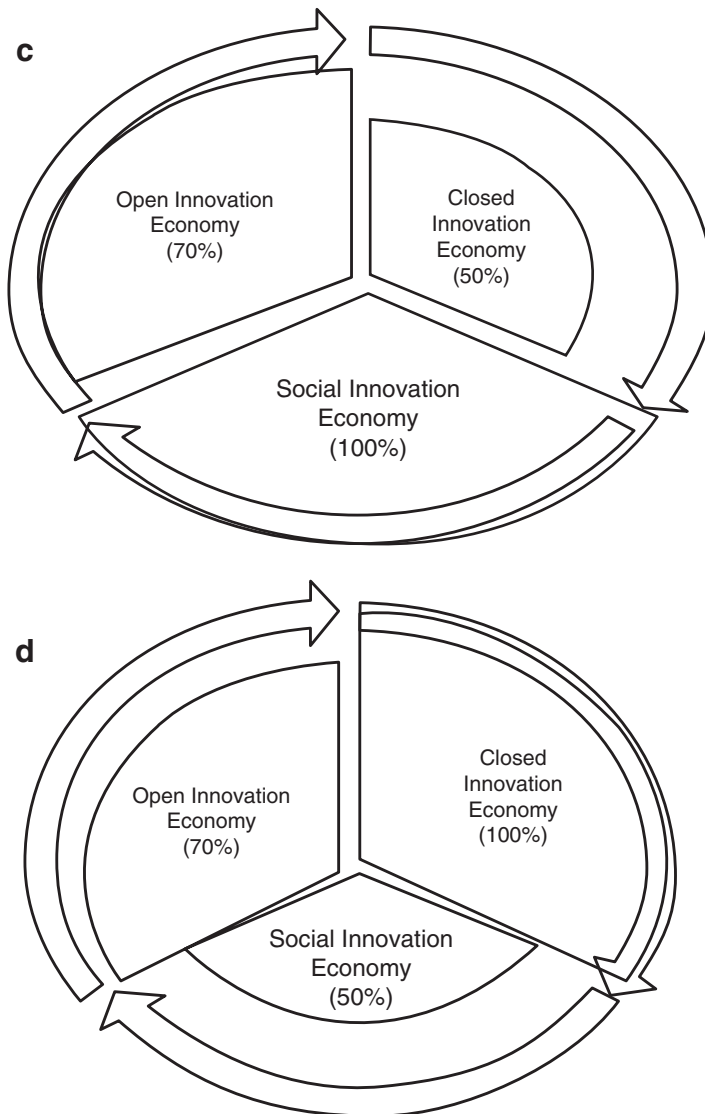 c
Open Innovation
Economy
(70%)
Closed
Innovation
Economy
(50%)
Social Innovation
Economy
(100%)
d
Open Innovation
Economy
(70%)
Closed
Innovation
Economy
(100%)
Social Innovation
Economy
(50%)